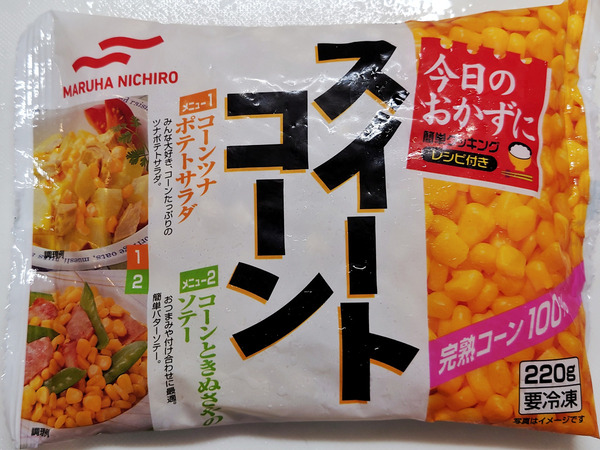 MARUHA NICHIRO
スイート
コーン
今日の
おかずに
簡単クッキング
レシピ付き
メニュー1
コーンツナ
ポテトサラダ
みんな大好き、コーンたっぷりの
ツナポテトサラダ。
調理例
1
2
メニュー2
コーンときぬさやの
ソテー
おつまみや付け合わせに最適。
簡単バターソテー。
調理例
完熟コーン100%
220g
要冷凍
写真はイメージです